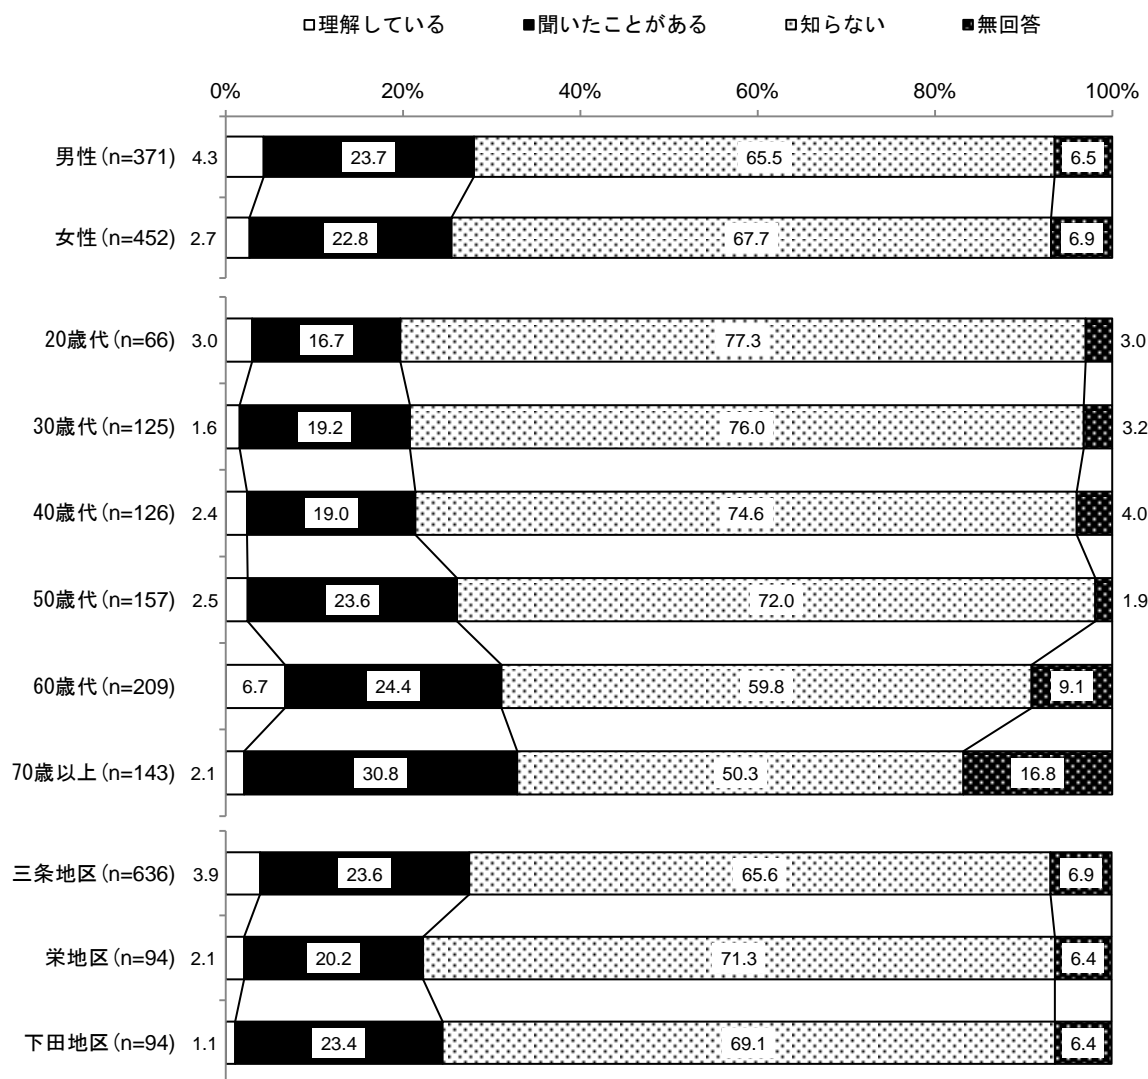 □理解している ■聞いたことがある 知らない 無回答
0% 20% 40% 60% 80% 100%
男性(n=371) 4.3 23.7 65.5 6.5
女性(n=452) 2.7 22.8 67.7 6.9
20歳代(n=66) 3.0 16.7 77.3 3.0
30歳代(n=125) 1.6 19.2 76.0 3.2
40歳代(n=126) 2.4 19.0 74.6 4.0
50歳代(n=157) 2.5 23.6 72.0 1.9
60歳代(n=209) 6.7 24.4 59.8 9.1
70歳以上(n=143) 2.1 30.8 50.3 16.8
三条地区(n=636) 3.9 23.6 65.6 6.9
栄地区(n=94) 2.1 20.2 71.3 6.4
下田地区(n=94) 1.1 23.4 69.1 6.4